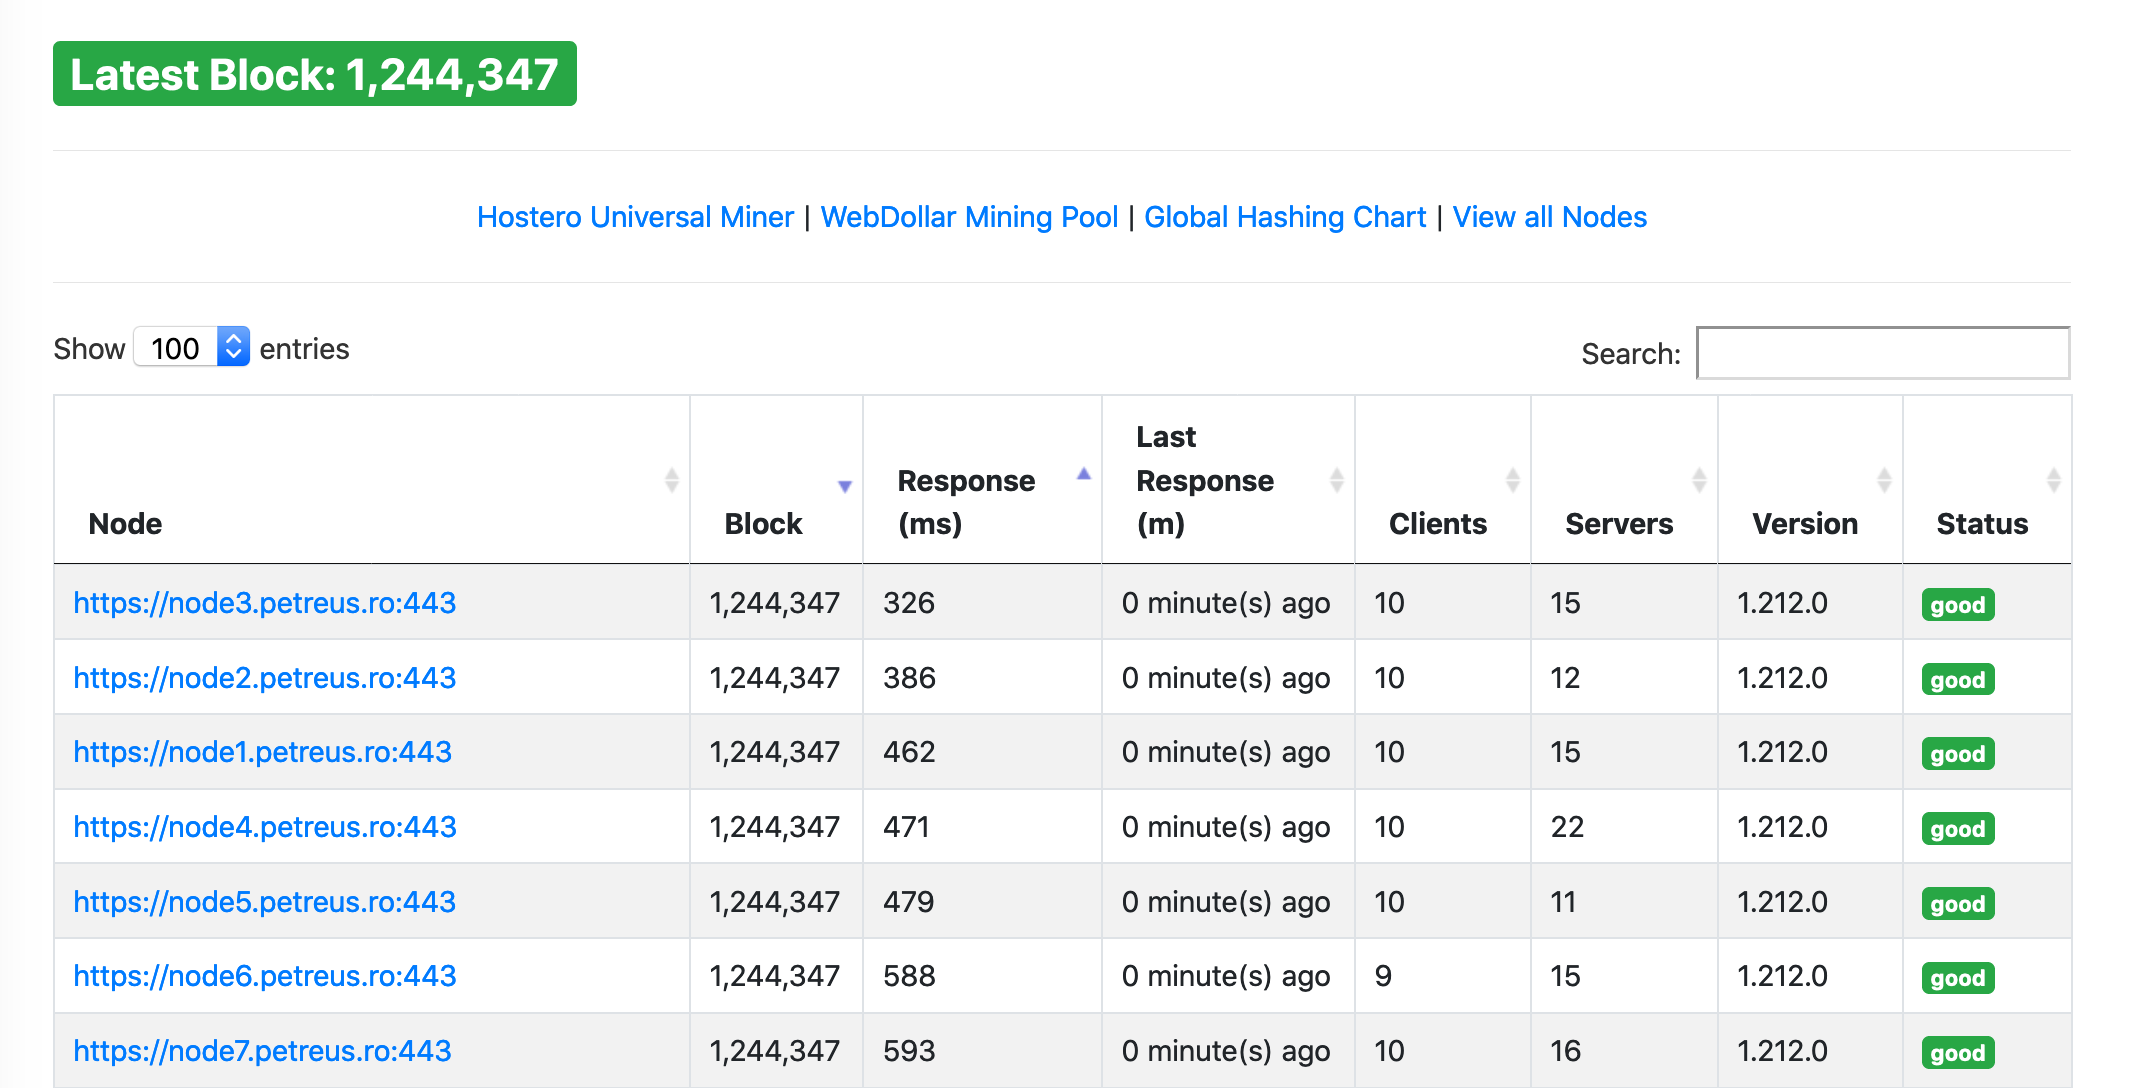 Latest Block: 1,244,347
Hostero Universal Miner | WebDollar Mining Pool | Global Hashing Chart | View all Nodes
Show 100 entries Search:
Node Block Response (ms) Last Response (m) Clients Servers Version Status
https://node3.petreus.ro:443 1,244,347 326 0 minute(s) ago 10 15 1.212.0 good
https://node2.petreus.ro:443 1,244,347 386 0 minute(s) ago 10 12 1.212.0 good
https://node1.petreus.ro:443 1,244,347 462 0 minute(s) ago 10 15 1.212.0 good
https://node4.petreus.ro:443 1,244,347 471 0 minute(s) ago 10 22 1.212.0 good
https://node5.petreus.ro:443 1,244,347 479 0 minute(s) ago 10 11 1.212.0 good
https://node6.petreus.ro:443 1,244,347 588 0 minute(s) ago 9 15 1.212.0 good
https://node7.petreus.ro:443 1,244,347 593 0 minute(s) ago 10 16 1.212.0 good